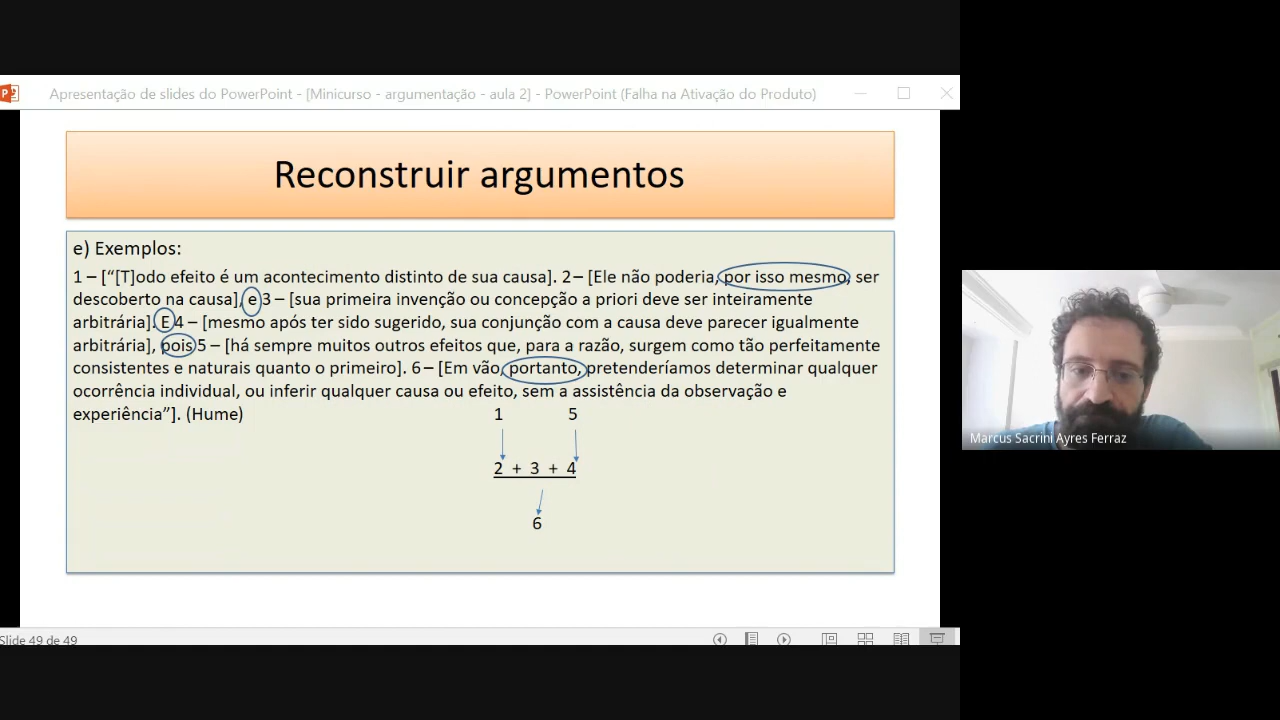 Apresentação de slides do PowerPoint - [Minicurso - argumentação - aula 2] - PowerPoint (Falha na Ativação do Produto)
Reconstruir argumentos
e) Exemplos:
1 – [“[T]odo efeito é um acontecimento distinto de sua causa]. 2 – [Ele não poderia, por isso mesmo, ser
descoberto na causa], e 3 – [sua primeira invenção ou concepção a priori deve ser inteiramente
arbitrária]. E 4 – [mesmo após ter sido sugerido, sua conjunção com a causa deve parecer igualmente
arbitrária], pois 5 – [há sempre muitos outros efeitos que, para a razão, surgem como tão perfeitamente
consistentes e naturais quanto o primeiro]. 6 – [Em vão, portanto, pretenderíamos determinar qualquer
ocorrência individual, ou inferir qualquer causa ou efeito, sem a assistência da observação e
experiência”]. (Hume)
1 5
2 + 3 + 4
6
Marcus Sacrini Ayres Ferraz
Slide 49 de 49